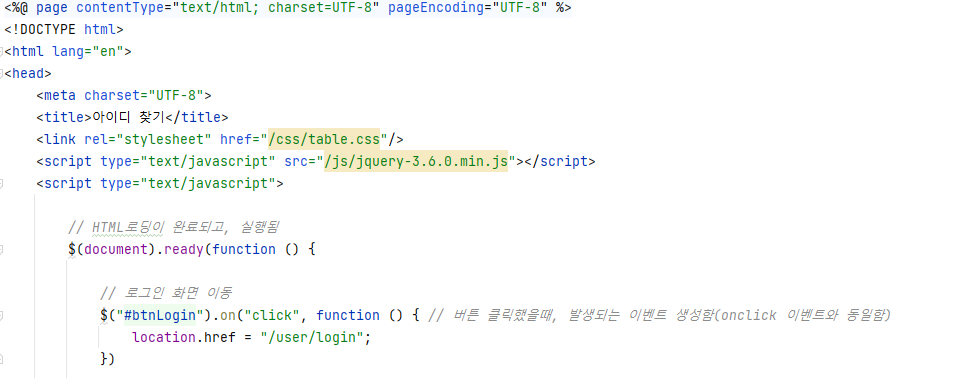 <%@ page contentType="text/html; charset=UTF-8" pageEncoding="UTF-8" %>
<!DOCTYPE html>
<html lang="en">
<head>
    <meta charset="UTF-8">
    <title>아이디 찾기</title>
    <link rel="stylesheet" href="/css/table.css"/>
    <script type="text/javascript" src="/js/jquery-3.6.0.min.js"></script>
    <script type="text/javascript">
        // HTML로딩이 완료되고, 실행됨
        $(document).ready(function () {
            // 로그인 화면 이동
            $("#btnLogin").on("click", function () { // 버튼 클릭했을때, 발생되는 이벤트 생성함(onclick 이벤트와 동일함)
                location.href = "/user/login";
            })